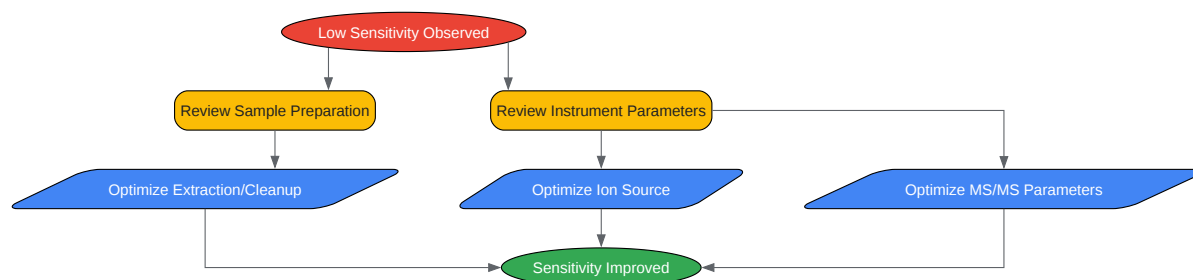 Low Sensitivity Observed
Review Sample Preparation
Review Instrument Parameters
Optimize Extraction/Cleanup
Optimize Ion Source
Optimize MS/MS Parameters
Sensitivity Improved